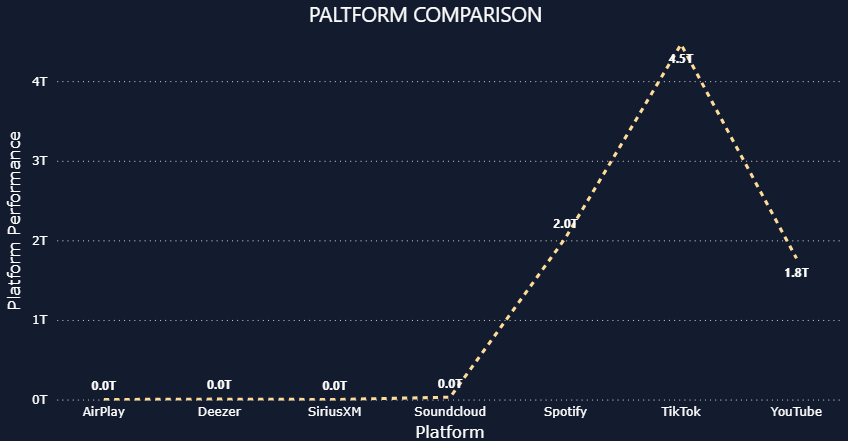 PALTFORM COMPARISON
Platform Performance
4T
3T
2T
1T
0T
0.0T
0.0T
0.0T
0.0T
2.0T
4.5T
1.8T
AirPlay
Deezer
SiriusXM
Soundcloud
Spotify
TikTok
YouTube
Platform